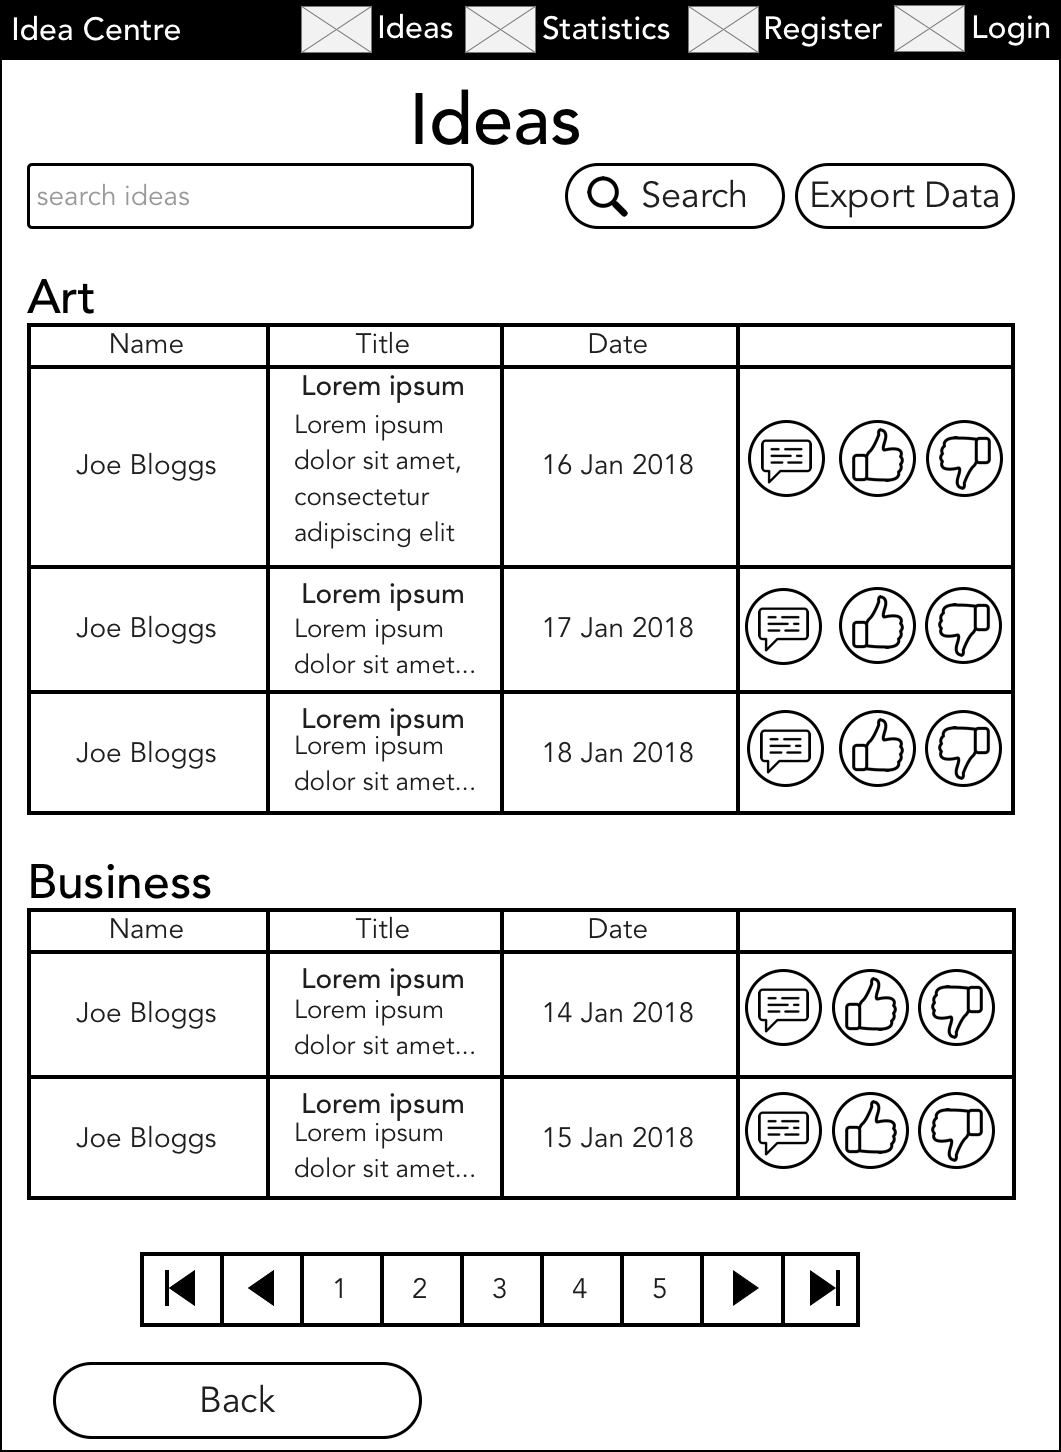 Idea Centre Ideas Statistics Register Login
Ideas
search ideas Search Export Data
Art
Name Title Date
Joe Bloggs
Lorem ipsum
Lorem ipsum
dolor sit amet,
consectetur
adipiscing elit
16 Jan 2018
Joe Bloggs
Lorem ipsum
Lorem ipsum
dolor sit amet...
17 Jan 2018
Joe Bloggs
Lorem ipsum
Lorem ipsum
dolor sit amet...
18 Jan 2018
Business
Name Title Date
Joe Bloggs
Lorem ipsum
Lorem ipsum
dolor sit amet...
14 Jan 2018
Joe Bloggs
Lorem ipsum
Lorem ipsum
dolor sit amet...
15 Jan 2018
1 2 3 4 5
Back